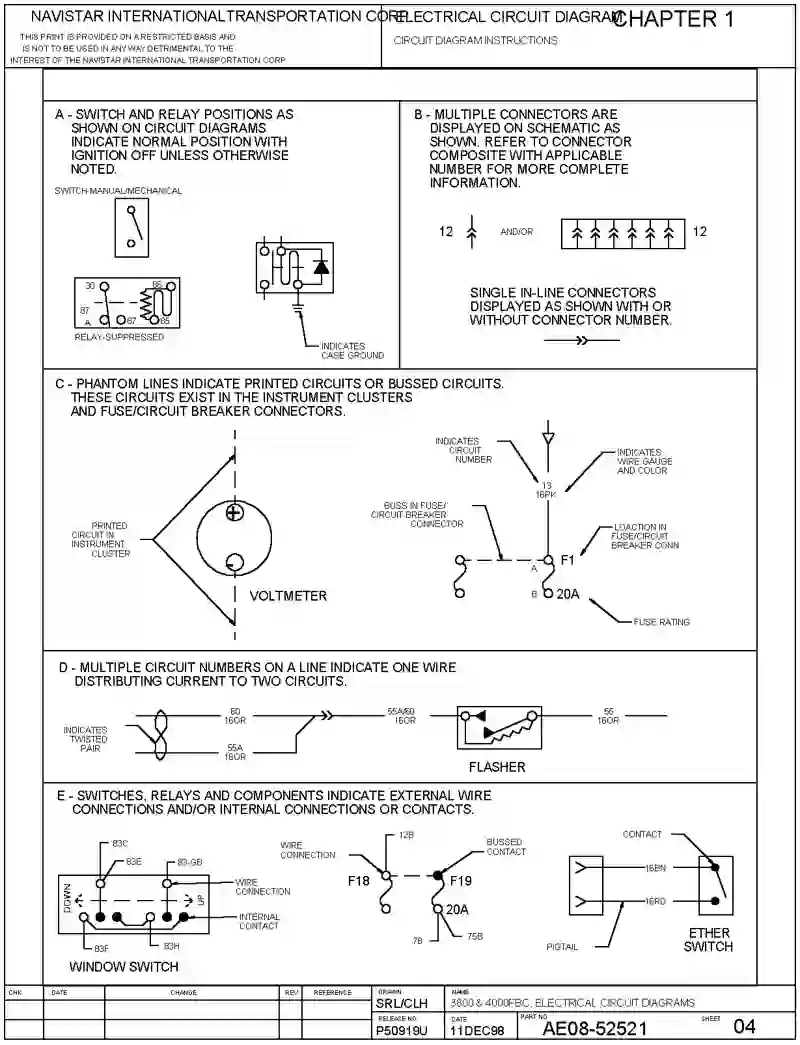 NAVISTAR INTERNATIONAL TRANSPORTATION CORP.
THIS PRINT IS PROVIDED ON A RESTRICTED BASIS AND
IS NOT TO BE USED IN ANY WAY DETRIMENTAL TO THE
INTEREST OF THE NAVISTAR INTERNATIONAL TRANSPORTATION CORP
ELECTRICAL CIRCUIT DIAGRAM
CHAPTER 1
CIRCUIT DIAGRAM INSTRUCTIONS
A - SWITCH AND RELAY POSITIONS AS
SHOWN ON CIRCUIT DIAGRAMS
INDICATE NORMAL POSITION WITH
IGNITION OFF UNLESS OTHERWISE
NOTED.
SWITCH-MANUAL/MECHANICAL
30
86
87
A
87
85
RELAY-SUPPRESSED
INDICATES
CASE GROUND
B - MULTIPLE CONNECTORS ARE
DISPLAYED ON SCHEMATIC AS
SHOWN. REFER TO CONNECTOR
COMPOSITE WITH APPLICABLE
NUMBER FOR MORE COMPLETE
INFORMATION.
12
AND/OR
12
SINGLE IN-LINE CONNECTORS
DISPLAYED AS SHOWN WITH OR
WITHOUT CONNECTOR NUMBER.
C - PHANTOM LINES INDICATE PRINTED CIRCUITS OR BUSSED CIRCUITS.
THESE CIRCUITS EXIST IN THE INSTRUMENT CLUSTERS
AND FUSE/CIRCUIT BREAKER CONNECTORS.
PRINTED
CIRCUIT IN
INSTRUMENT
CLUSTER
VOLTMETER
INDICATES
CIRCUIT
NUMBER
INDICATES
WIRE GAUGE
AND COLOR
13
16PK
BUSS IN FUSE/
CIRCUIT BREAKER
CONNECTOR
LOACTION IN
FUSE/CIRCUIT
BREAKER CONN
A
F1
B
20A
FUSE RATING
D - MULTIPLE CIRCUIT NUMBERS ON A LINE INDICATE ONE WIRE
DISTRIBUTING CURRENT TO TWO CIRCUITS.
INDICATES
TWISTED
PAIR
60
16OR
55A
16OR
55A/60
16OR
55
16OR
FLASHER
E - SWITCHES, RELAYS AND COMPONENTS INDICATE EXTERNAL WIRE
CONNECTIONS AND/OR INTERNAL CONNECTIONS OR CONTACTS.
83C
83E
83-GB
DOWN
UP
WIRE
CONNECTION
INTERNAL
CONTACT
83F
83H
WINDOW SWITCH
WIRE
CONNECTION
12B
BUSSED
CONTACT
F18
F19
20A
7B
75B
CONTACT
16BN
16RD
PIGTAIL
ETHER
SWITCH
CHK
DATE
CHANGE
REV
REFERENCE
DRAWN
SRL/CLH
NAME
3800 & 4000FBC, ELECTRICAL CIRCUIT DIAGRAMS
RELEASE NO.
P50919U
DATE
11DEC98
PART NO
AE08-52521
SHEET
04